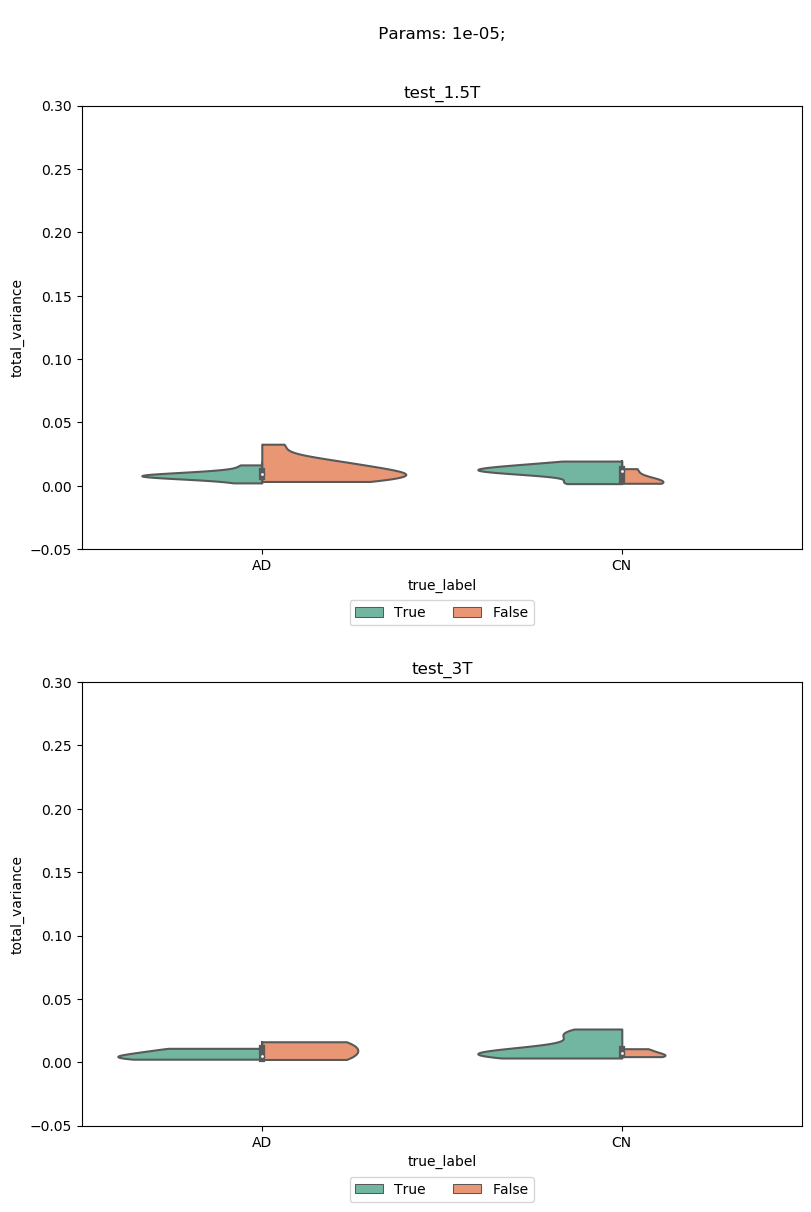 Params: 1e-05;
test_1.5T
0.30
0.25
0.20
0.15
0.10
0.05
0.00
−0.05
total_variance
AD CN
true_label
True False
test_3T
0.30
0.25
0.20
0.15
0.10
0.05
0.00
−0.05
total_variance
AD CN
true_label
True False